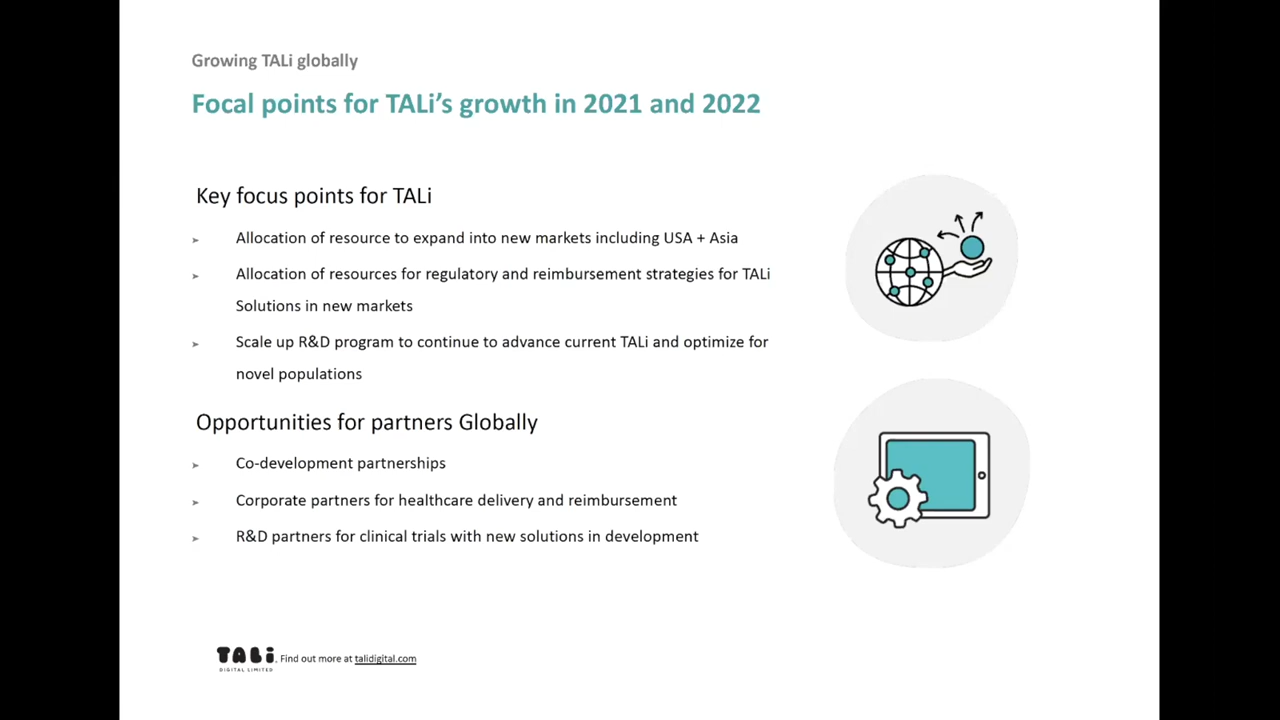 Growing TALi globally
Focal points for TALi’s growth in 2021 and 2022
Key focus points for TALi
➤ Allocation of resource to expand into new markets including USA + Asia
➤ Allocation of resources for regulatory and reimbursement strategies for TALi
Solutions in new markets
➤ Scale up R&D program to continue to advance current TALi and optimize for
novel populations
Opportunities for partners Globally
➤ Co-development partnerships
➤ Corporate partners for healthcare delivery and reimbursement
➤ R&D partners for clinical trials with new solutions in development
TALi
DIGITAL LIMITED
Find out more at talidigital.com